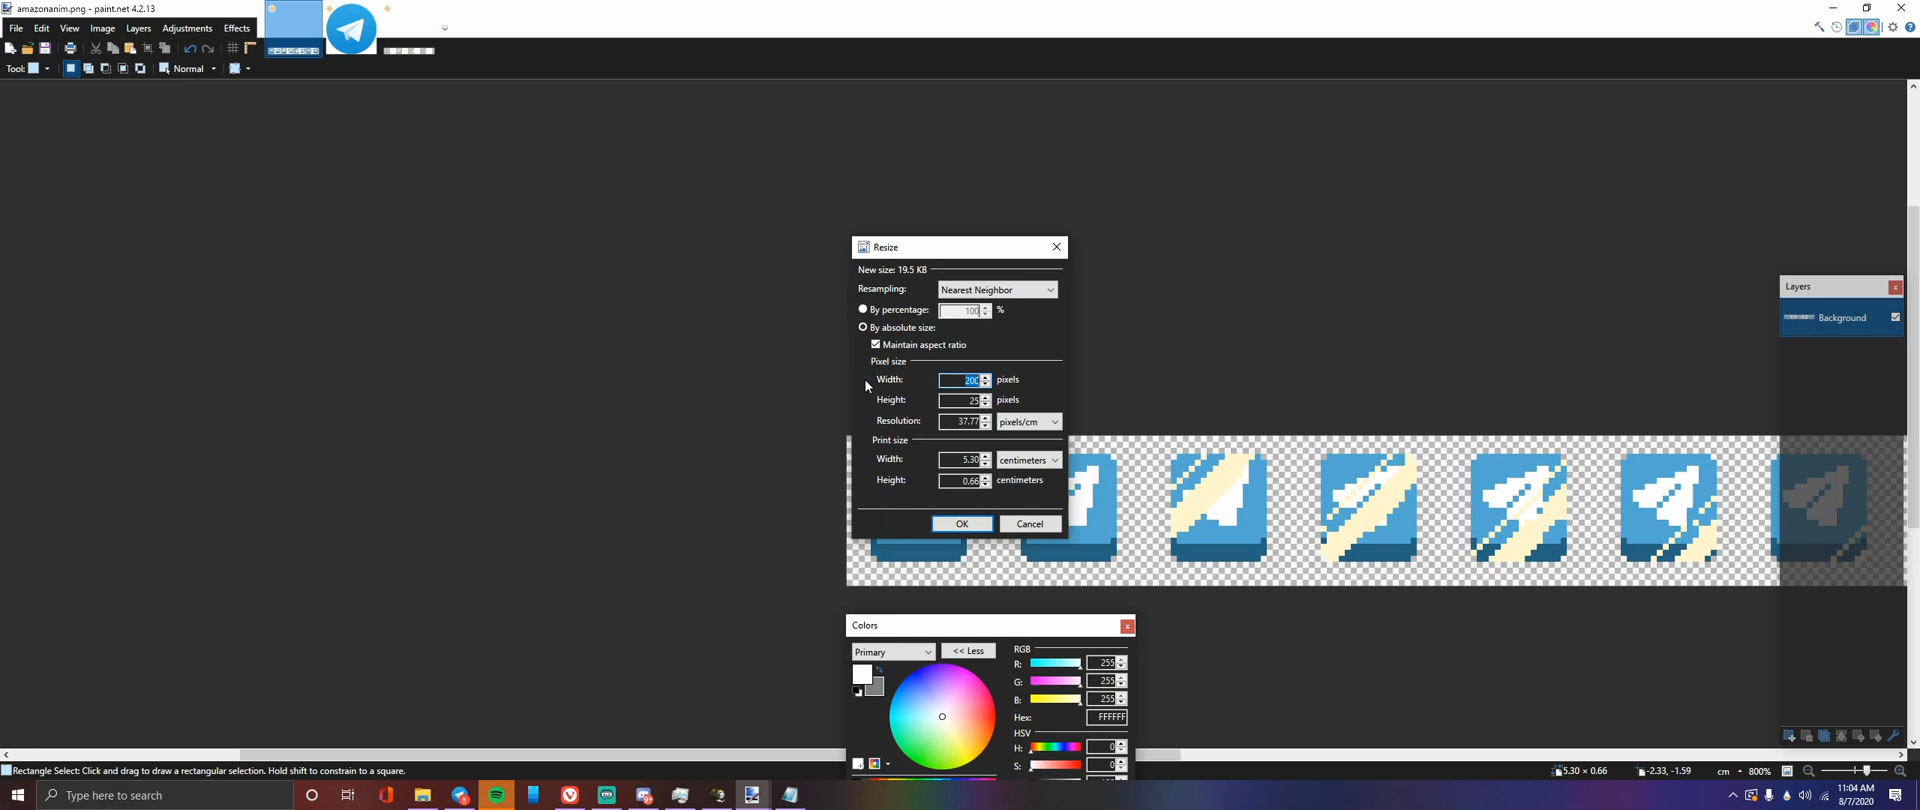 amazonanim.png - paint.net 4.2.13
File Edit View Image Layers Adjustments Effects
Tool: Normal
Resize
New size: 19.5 KB
Resampling: Nearest Neighbor
By percentage: 100 %
By absolute size:
Maintain aspect ratio
Pixel size
Width: 200 pixels
Height: 25 pixels
Resolution: 37.77 pixels/cm
Print size
Width: 5.30 centimeters
Height: 0.66 centimeters
OK Cancel
Layers
Background
Colors
Primary << Less
RGB
R: 255
G: 255
B: 255
Hex: FFFFFF
HSV
H: 0
S: 0
Rectangle Select: Click and drag to draw a rectangular selection. Hold shift to constrain to a square.
5.30 × 0.66 -2.33, -1.59 cm 800%
Type here to search
11:04 AM
8/7/2020